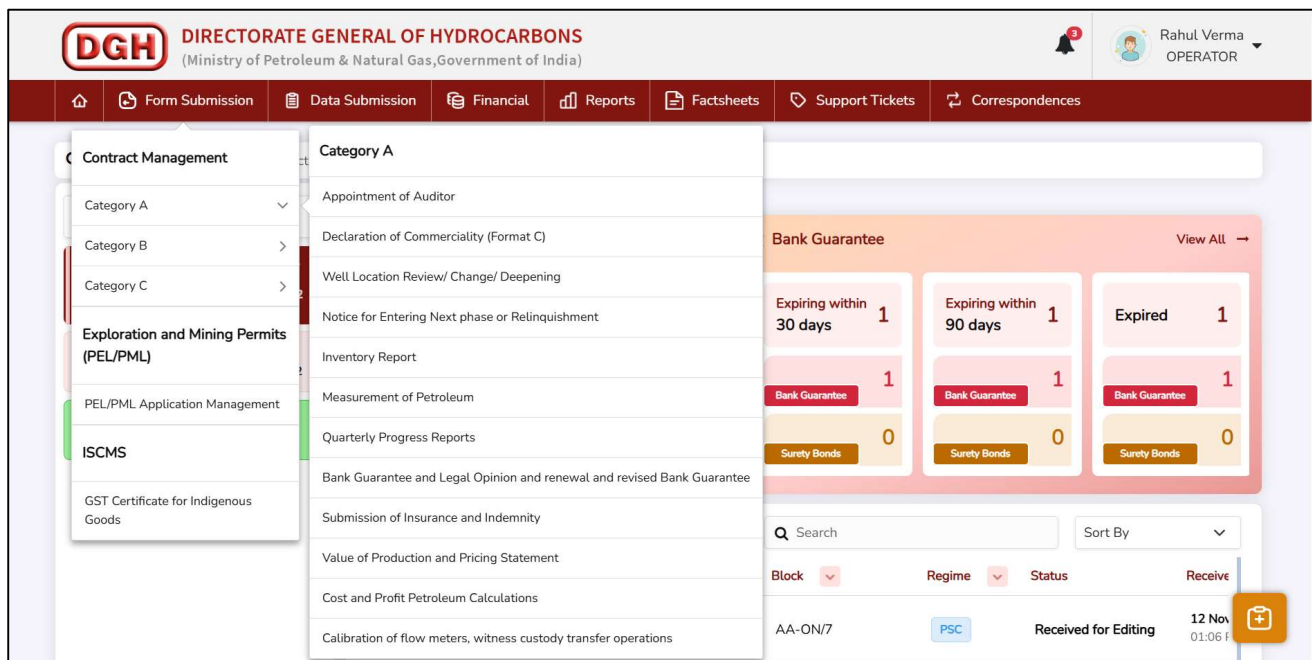 DGH
DIRECTORATE GENERAL OF HYDROCARBONS
(Ministry of Petroleum & Natural Gas,Government of India)
3
Rahul Verma
OPERATOR
Form Submission
Data Submission
Financial
Reports
Factsheets
Support Tickets
Correspondences
Contract Management
Category A
Category B
Category C
Exploration and Mining Permits
(PEL/PML)
PEL/PML Application Management
ISCMS
GST Certificate for Indigenous
Goods
Category A
Appointment of Auditor
Declaration of Commerciality (Format C)
Well Location Review/ Change/ Deepening
Notice for Entering Next phase or Relinquishment
Inventory Report
Measurement of Petroleum
Quarterly Progress Reports
Bank Guarantee and Legal Opinion and renewal and revised Bank Guarantee
Submission of Insurance and Indemnity
Value of Production and Pricing Statement
Cost and Profit Petroleum Calculations
Calibration of flow meters, witness custody transfer operations
Bank Guarantee
View All →
Expiring within
30 days
1
1
Bank Guarantee
0
Surety Bonds
Expiring within
90 days
1
1
Bank Guarantee
0
Surety Bonds
Expired
1
1
Bank Guarantee
0
Surety Bonds
Search
Sort By
Block
Regime
Status
Receive
AA-ON/7
PSC
Received for Editing
12 Nov
01:06